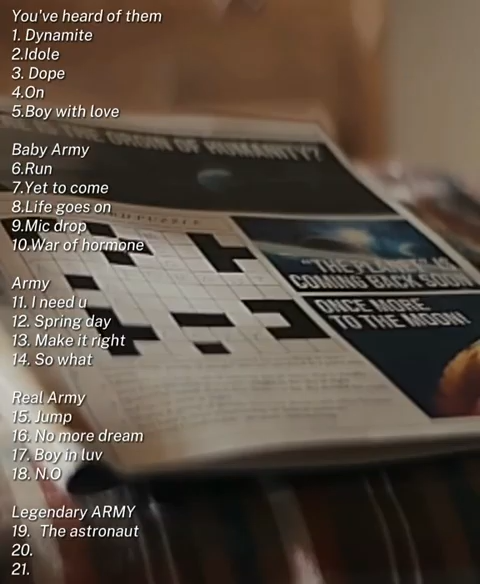 You've heard of them
1. Dynamite
2.Idole
3. Dope
4.On
5.Boy with love
Baby Army
6.Run
7.Yet to come
8.Life goes on
9.Mic drop
10.War of hormone
Army
11. I need u
12. Spring day
13. Make it right
14. So what
Real Army
15. Jump
16. No more dream
17. Boy in luv
18. N.O
Legendary ARMY
19. The astronaut
20.
21.
IS THE ORIGIN OF HUMANITY?
PUZZLE
COMING BACK SOON
ONCE MORE
TO THE MOON!